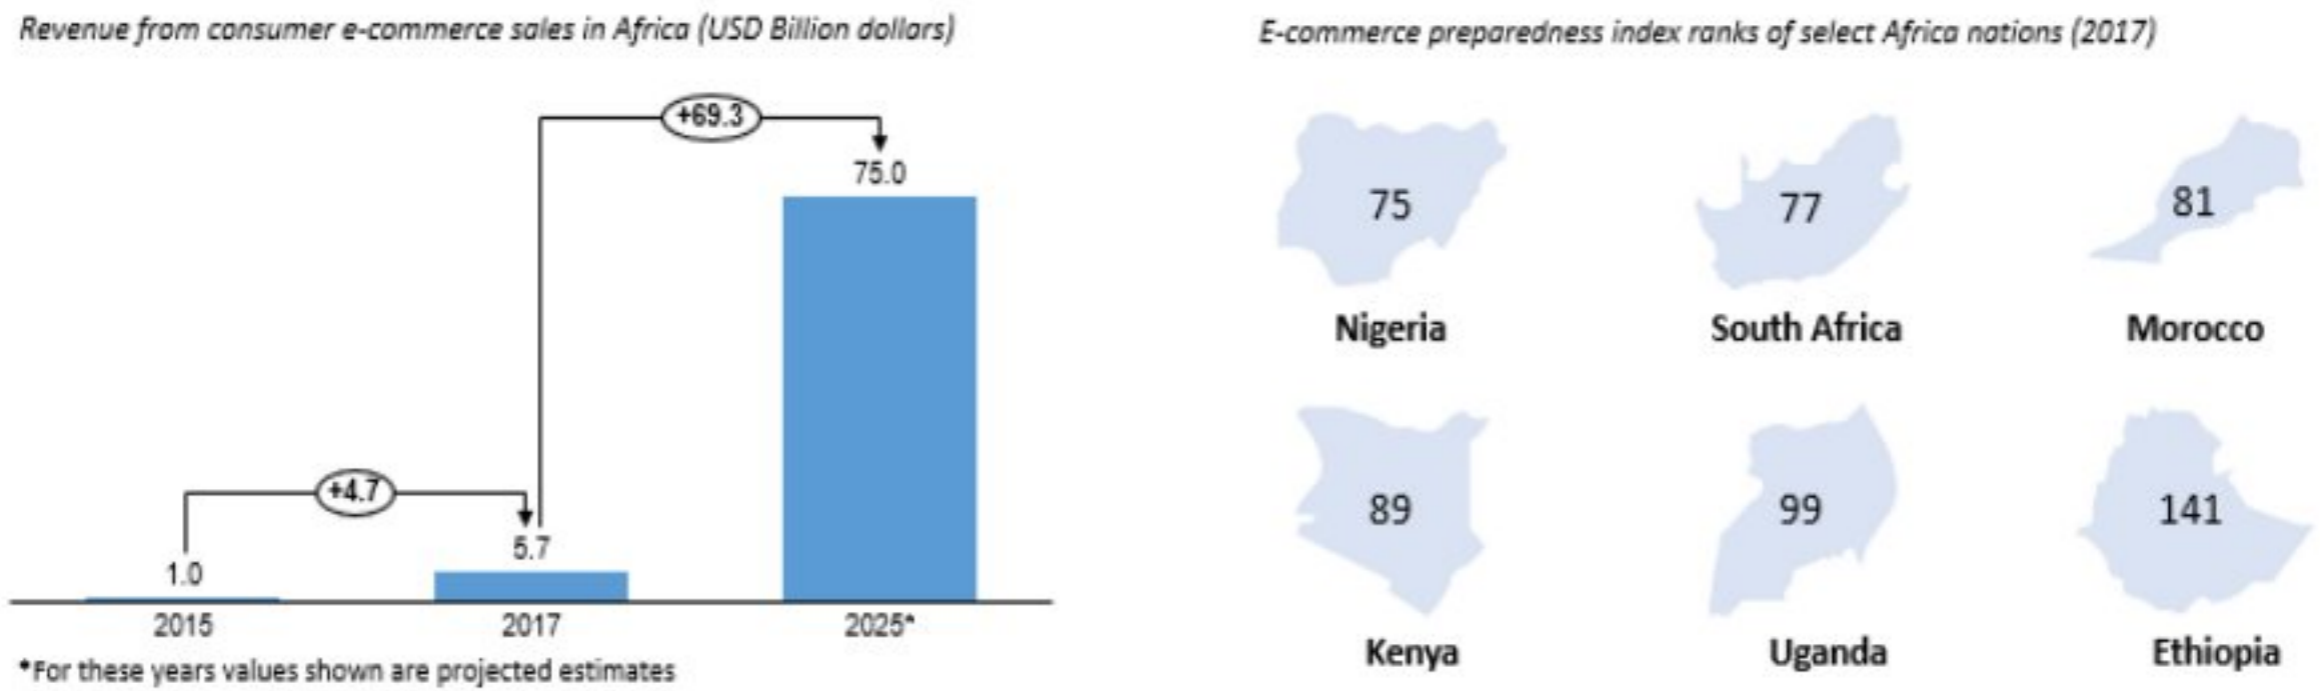 Revenue from consumer e-commerce sales in Africa (USD Billion dollars)
+69.3
75.0
+4.7
5.7
1.0
2015 2017 2025*
*For these years values shown are projected estimates
E-commerce preparedness index ranks of select Africa nations (2017)
75 77 81
Nigeria South Africa Morocco
89 99 141
Kenya Uganda Ethiopia